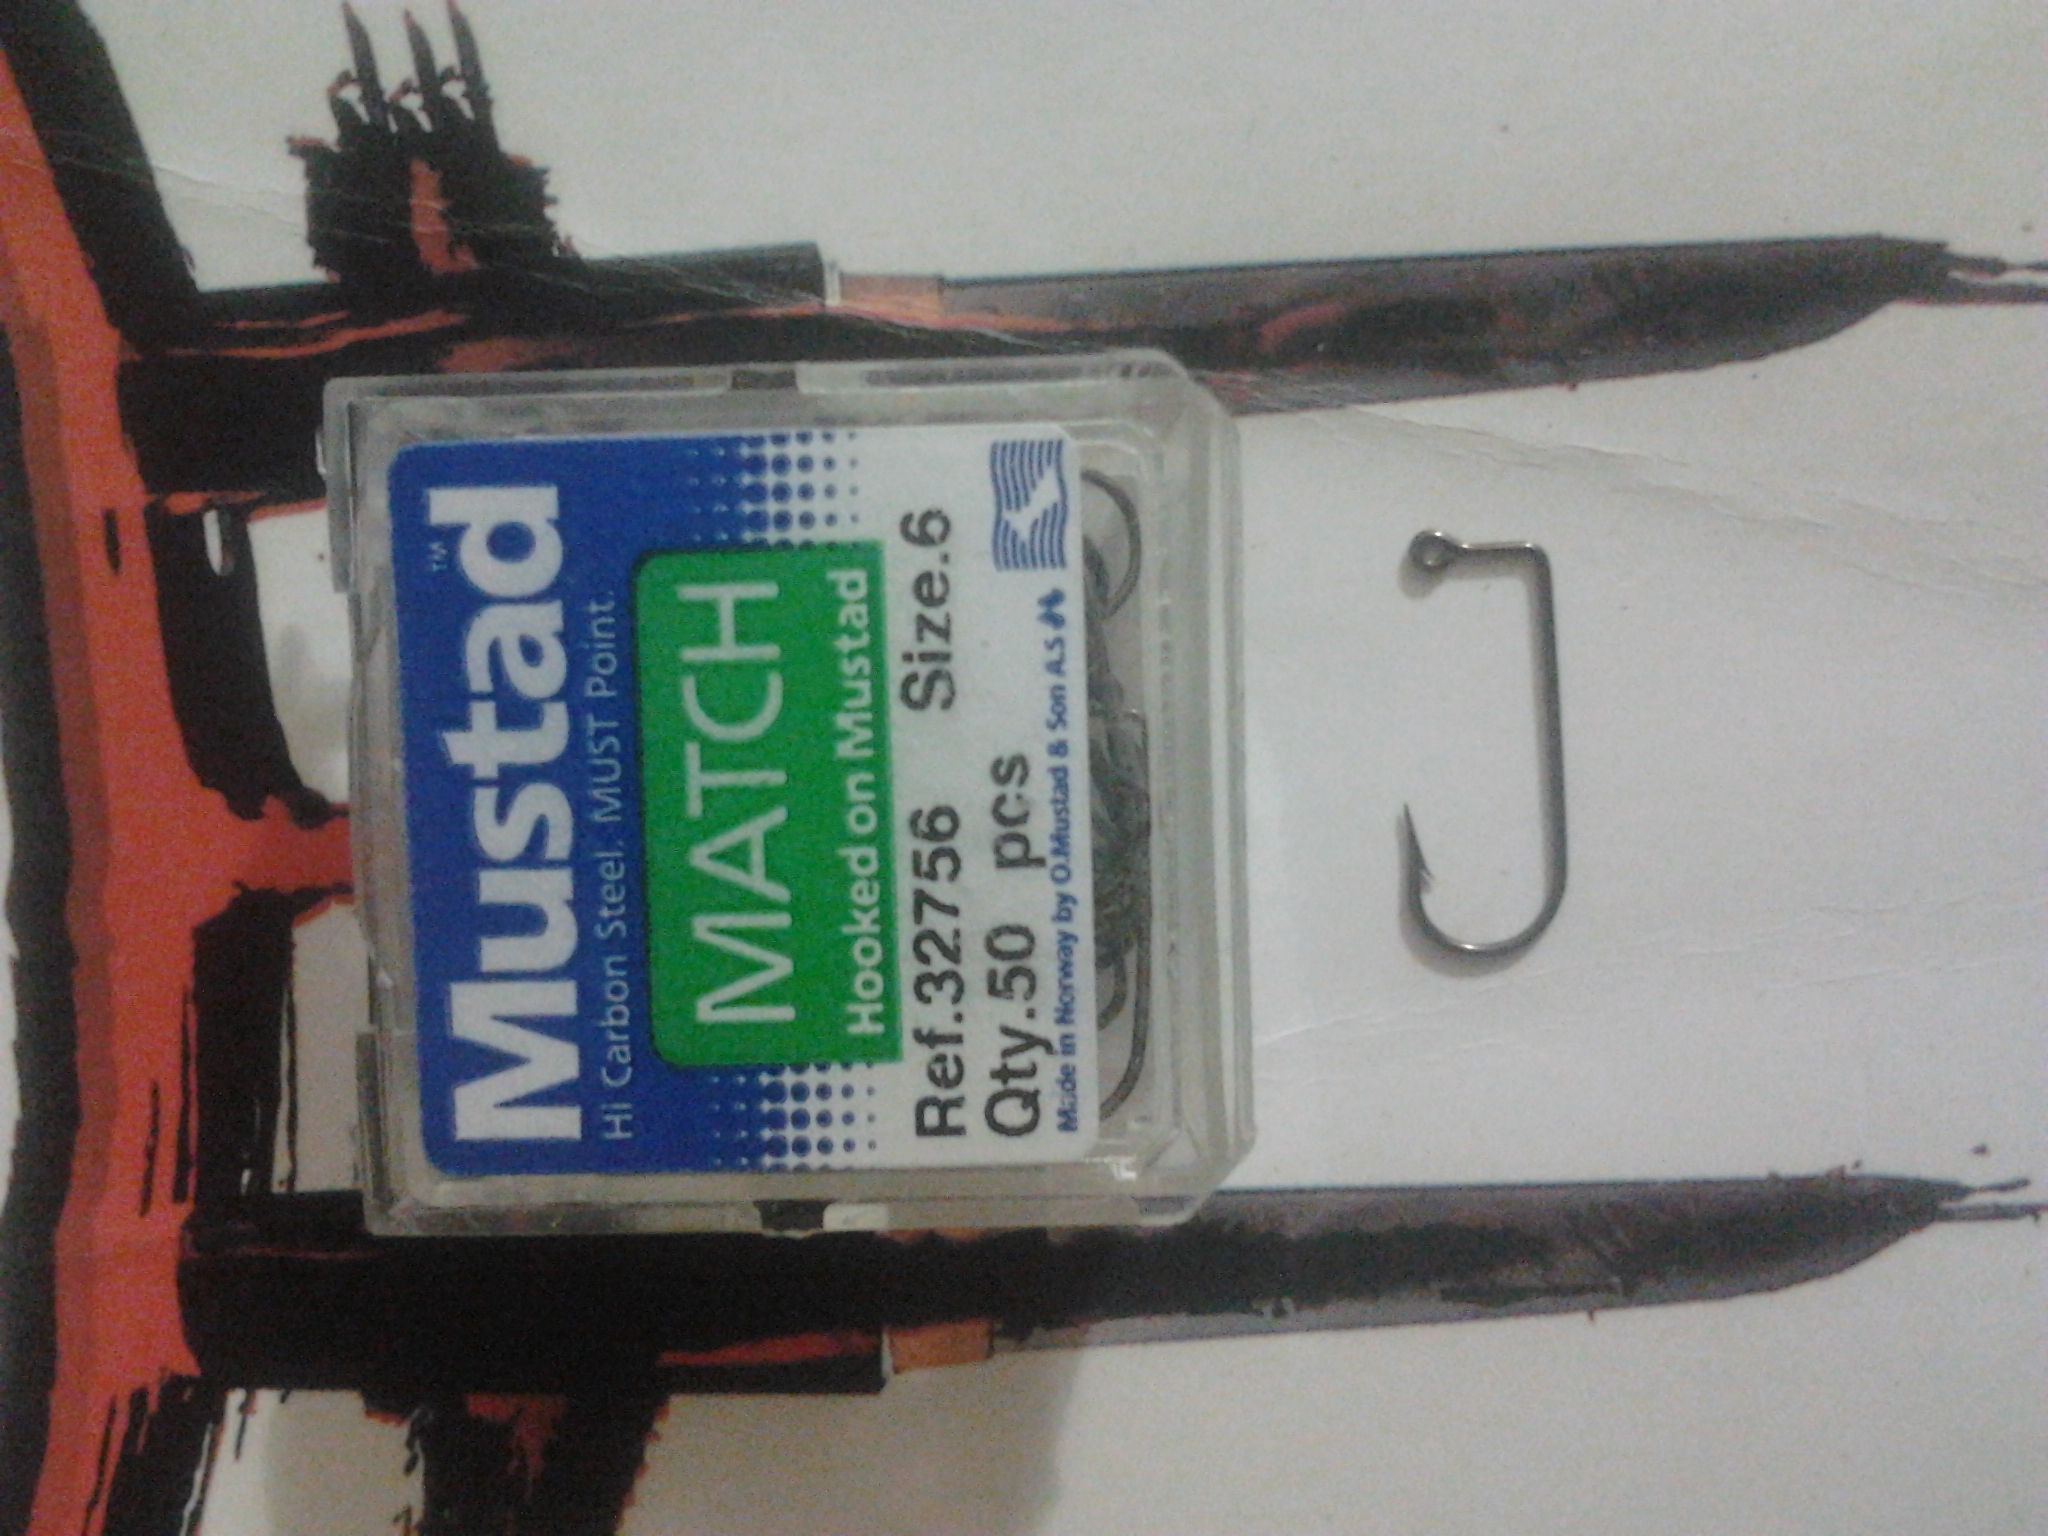 Mustad™
Hi Carbon Steel. MUST Point.
MATCH
Hooked on Mustad
Ref.32756 Size.6
Qty.50 pcs
Made in Norway by O.Mustad & Son A.S